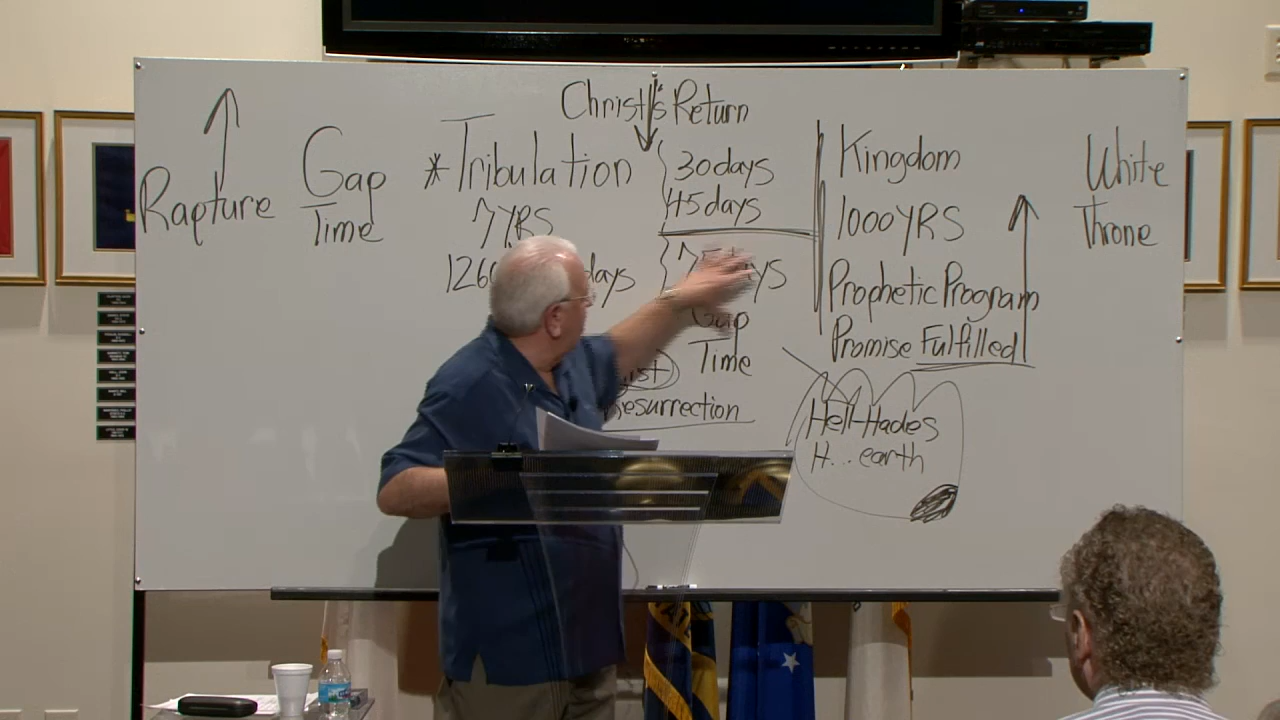 Christ's Return
Rapture
Gap
Time
*Tribulation
7 YRS
days
30 days
45 days
Time
Resurrection
Kingdom
1000 YRS
Prophetic Program
Promise Fulfilled
Hell-Hades
H... earth
White
Throne